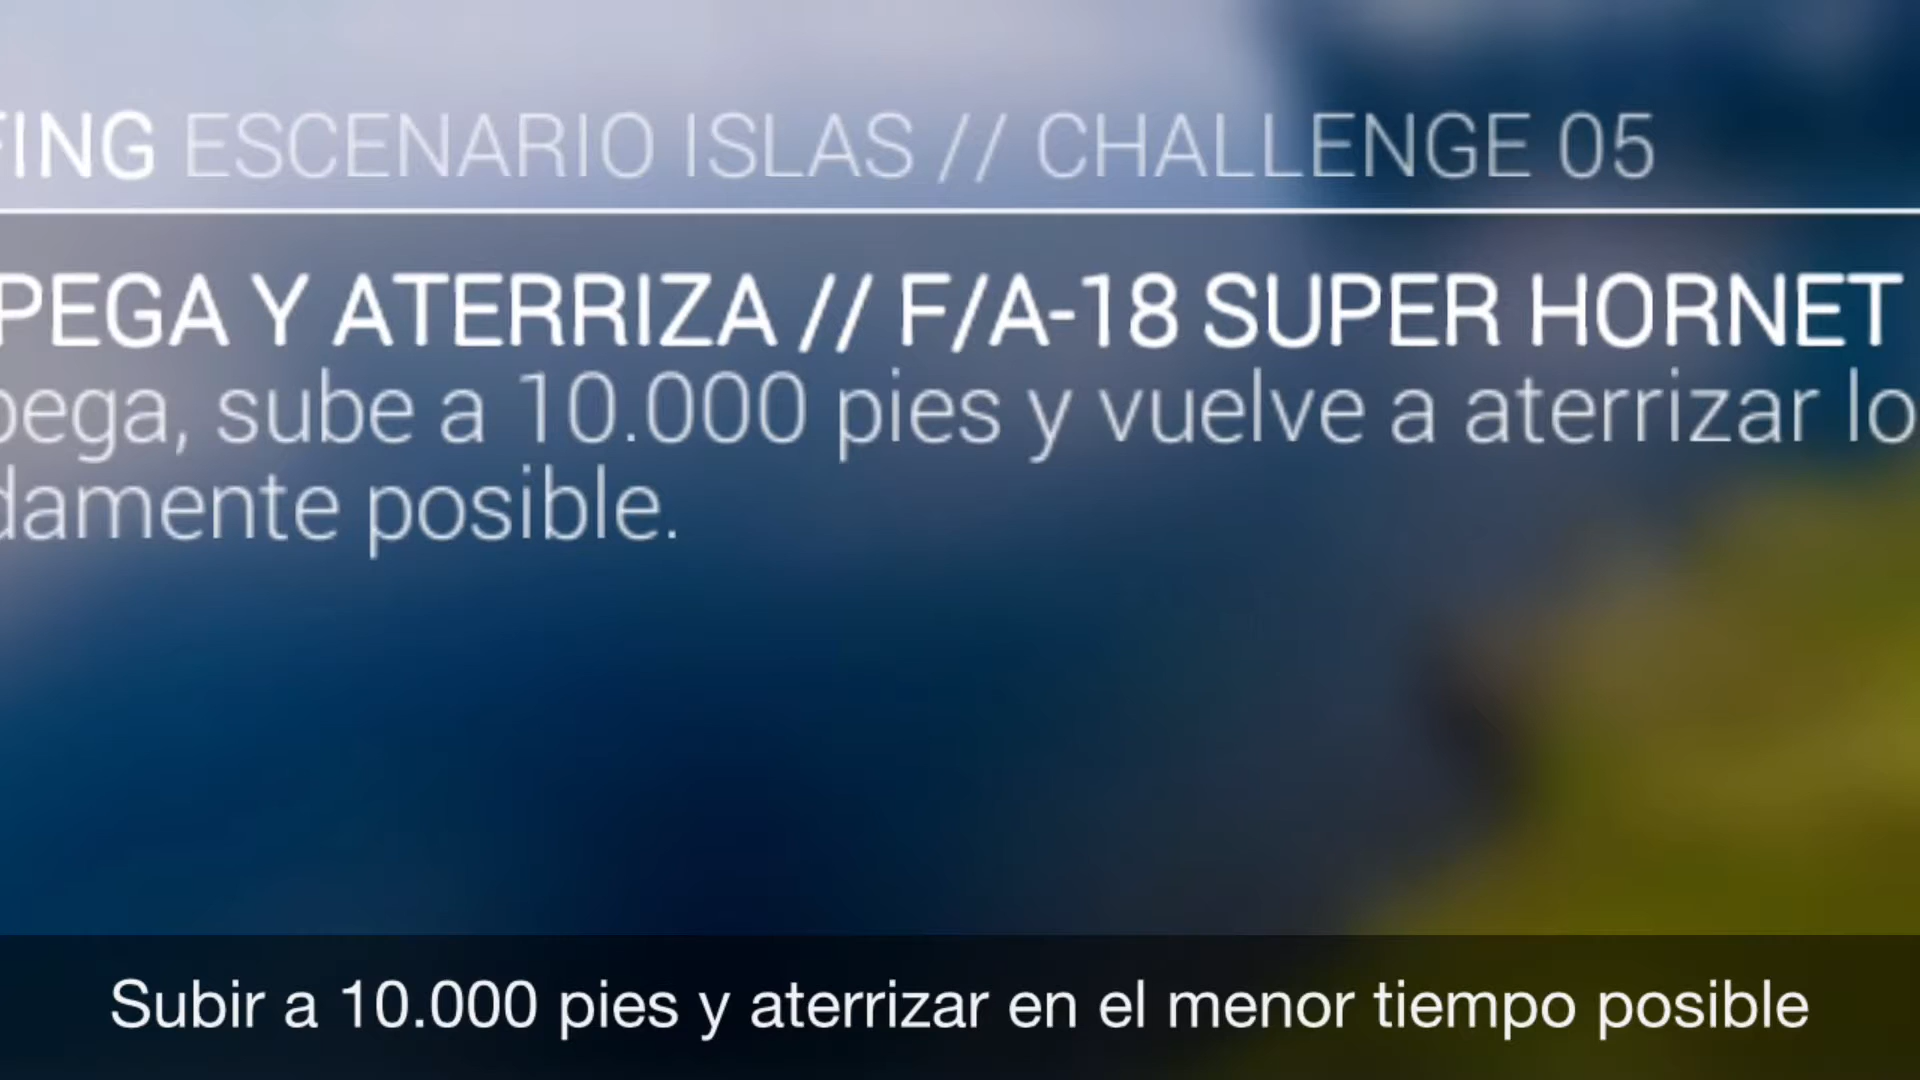 FING ESCENARIO ISLAS // CHALLENGE 05
PEGA Y ATERRIZA // F/A-18 SUPER HORNET
pega, sube a 10.000 pies y vuelve a aterrizar lo
damente posible.
Subir a 10.000 pies y aterrizar en el menor tiempo posible